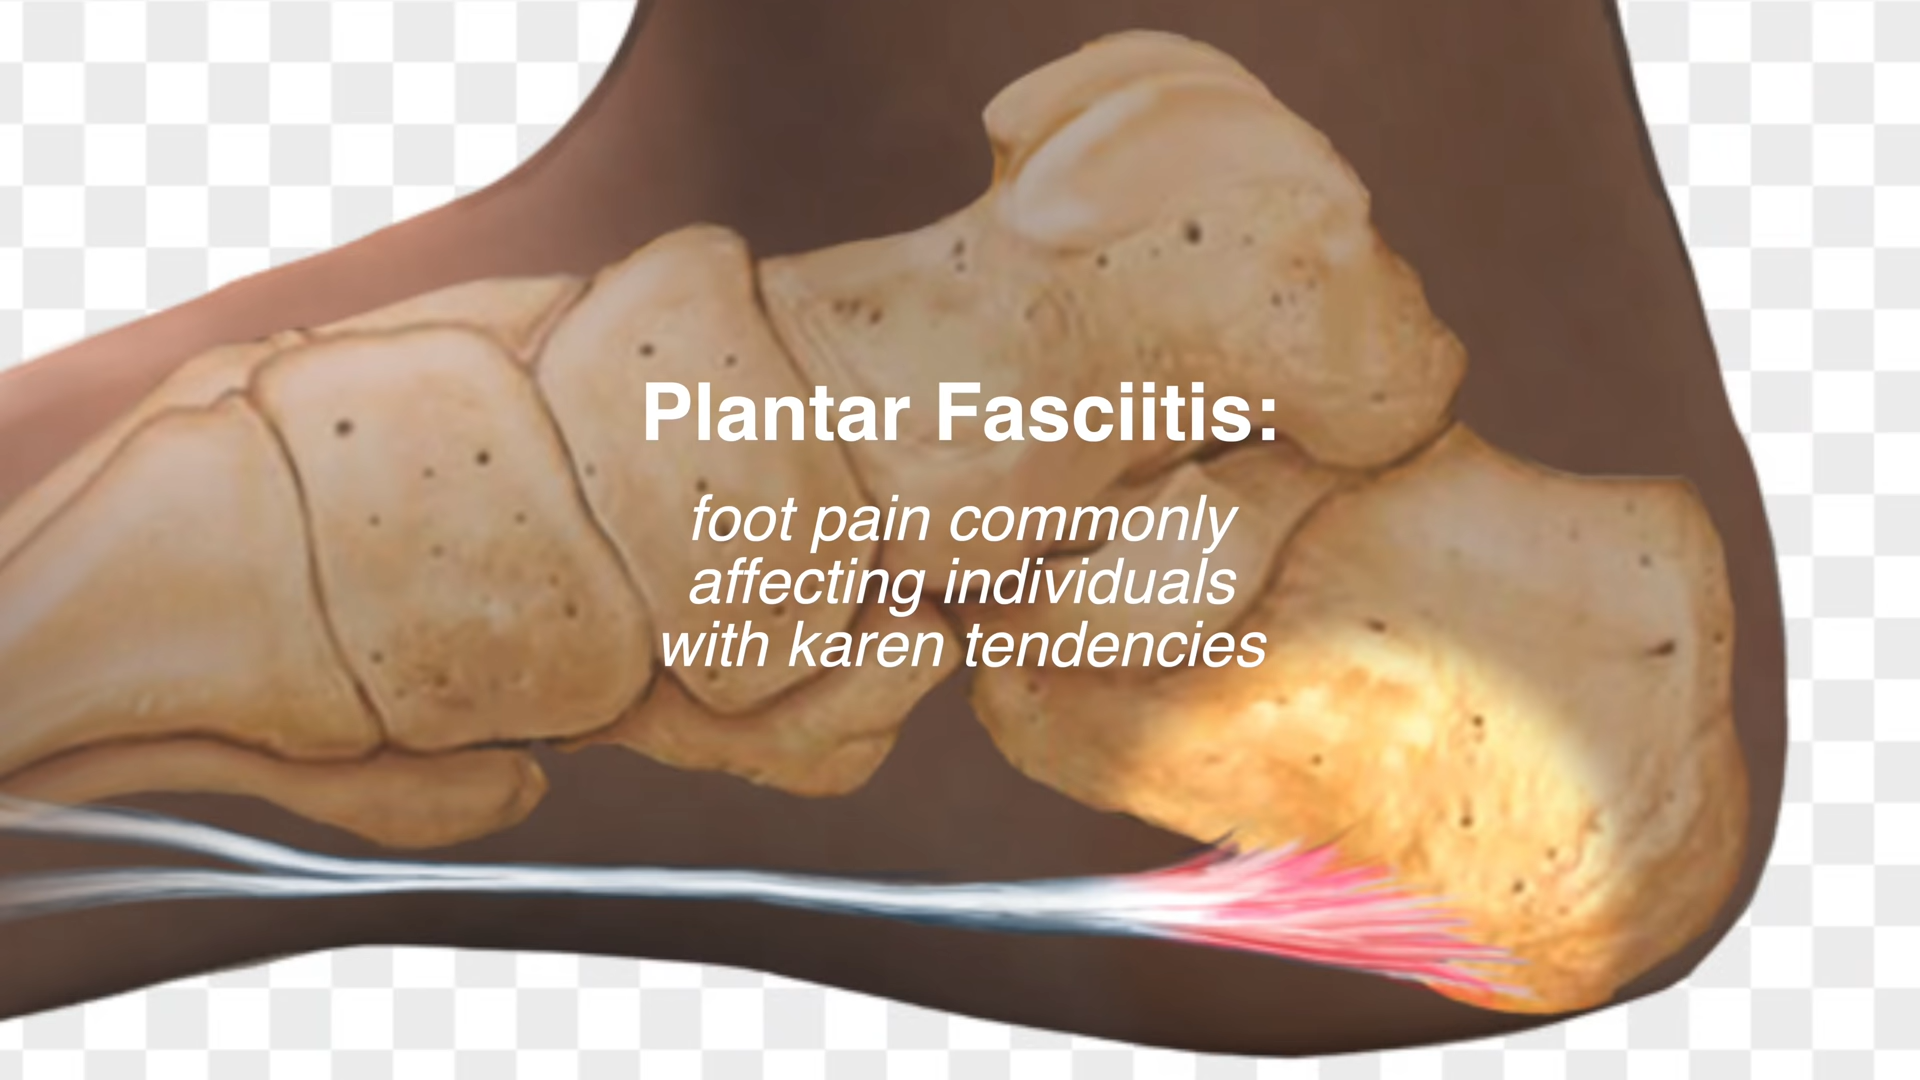 Plantar Fasciitis:
foot pain commonly
affecting individuals
with karen tendencies